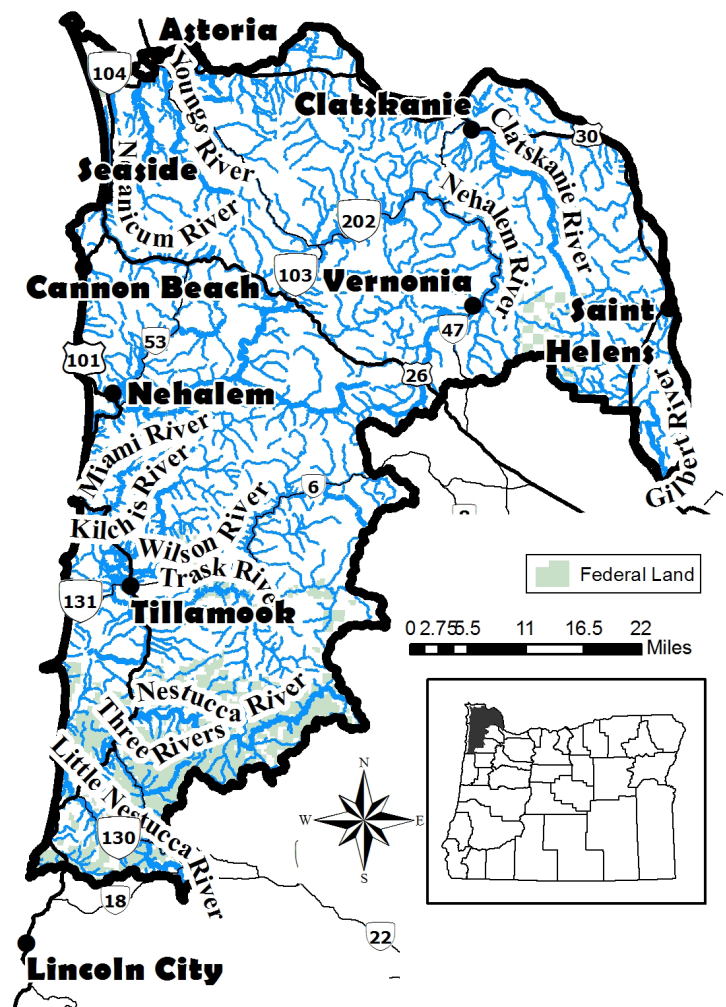 Astoria
104
Youngs River
Clatskanie
30
Clatskanie River
Seaside
Necanicum River
Nehalem River
202
103
Cannon Beach
Vernonia
Saint
Helens
53
47
101
26
Nehalem
Gilbert River
Miami River
Kilchis River
6
8
Wilson River
Trask River
Federal Land
131
Tillamook
0 2.75 5.5 11 16.5 22
Miles
Nestucca River
Three Rivers
Little Nestucca River
N
W E
S
130
18
22
Lincoln City